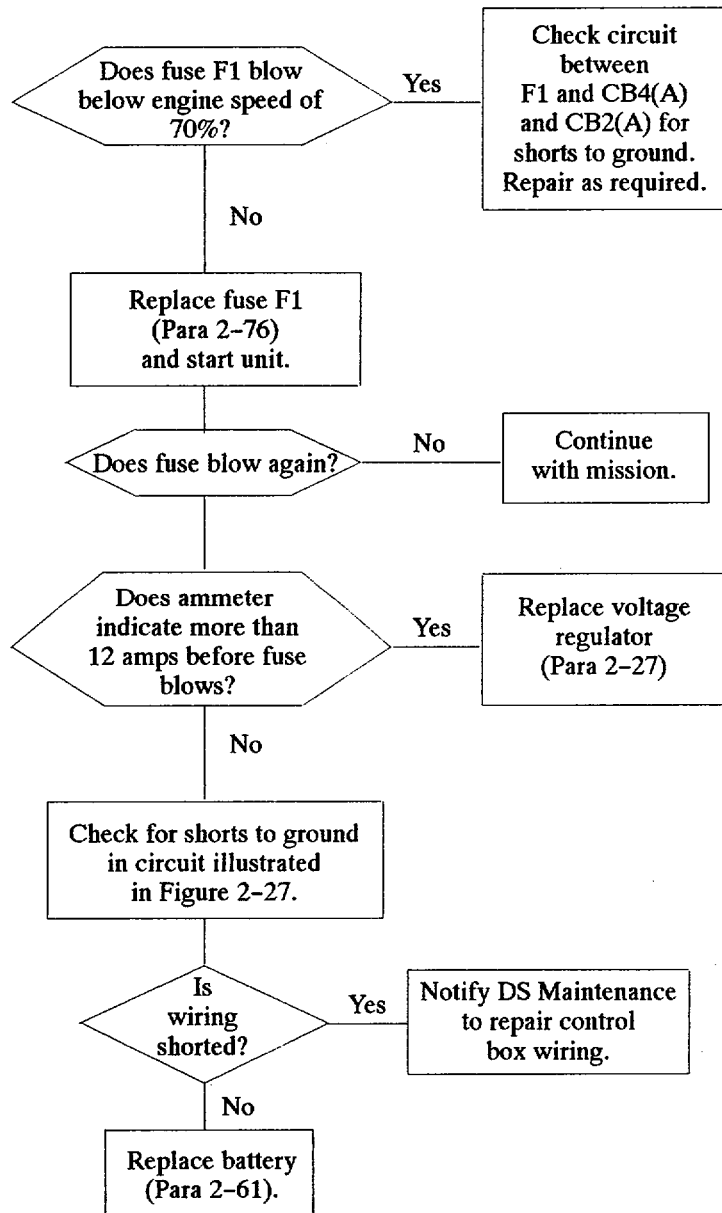 Does fuse F1 blow
below engine speed of
70%?
Yes
Check circuit
between
F1 and CB4(A)
and CB2(A) for
shorts to ground.
Repair as required.
No
Replace fuse F1
(Para 2–76)
and start unit.
Does fuse blow again?
No
Continue
with mission.
Does ammeter
indicate more than
12 amps before fuse
blows?
Yes
Replace voltage
regulator
(Para 2–27)
No
Check for shorts to ground
in circuit illustrated
in Figure 2–27.
Is
wiring
shorted?
Yes
Notify DS Maintenance
to repair control
box wiring.
No
Replace battery
(Para 2–61).